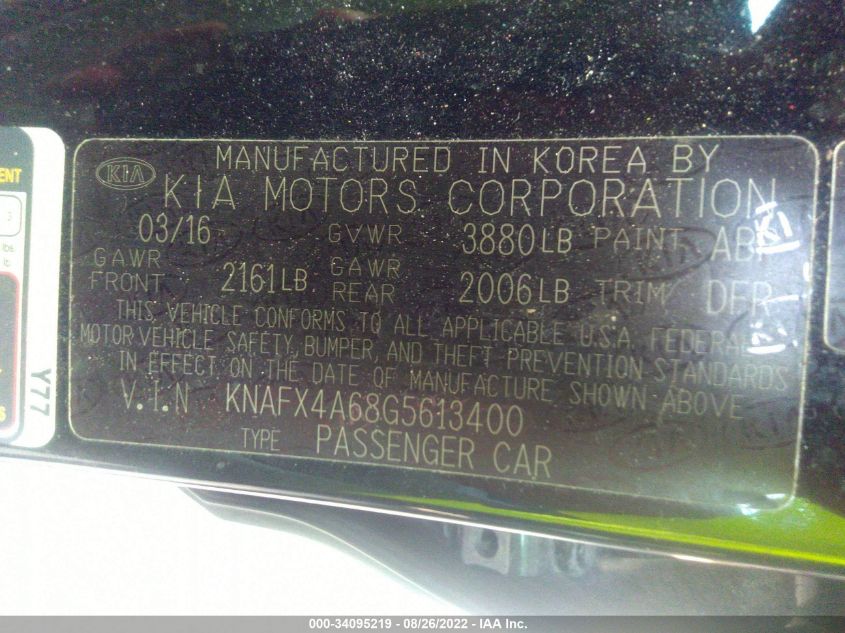 MANUFACTURED IN KOREA BY
KIA KIA MOTORS CORPORATION
03/16 GVWR 3880LB PAINT ABP
GAWR FRONT 2161LB GAWR REAR 2006LB TRIM DFR
THIS VEHICLE CONFORMS TO ALL APPLICABLE U.S.A. FEDERAL
MOTOR VEHICLE SAFETY, BUMPER, AND THEFT PREVENTION STANDARDS
IN EFFECT ON THE DATE OF MANUFACTURE SHOWN ABOVE
V.I.N KNAFX4A68G5613400
TYPE PASSENGER CAR
Y77
000-34095219 - 08/26/2022 - IAA Inc.